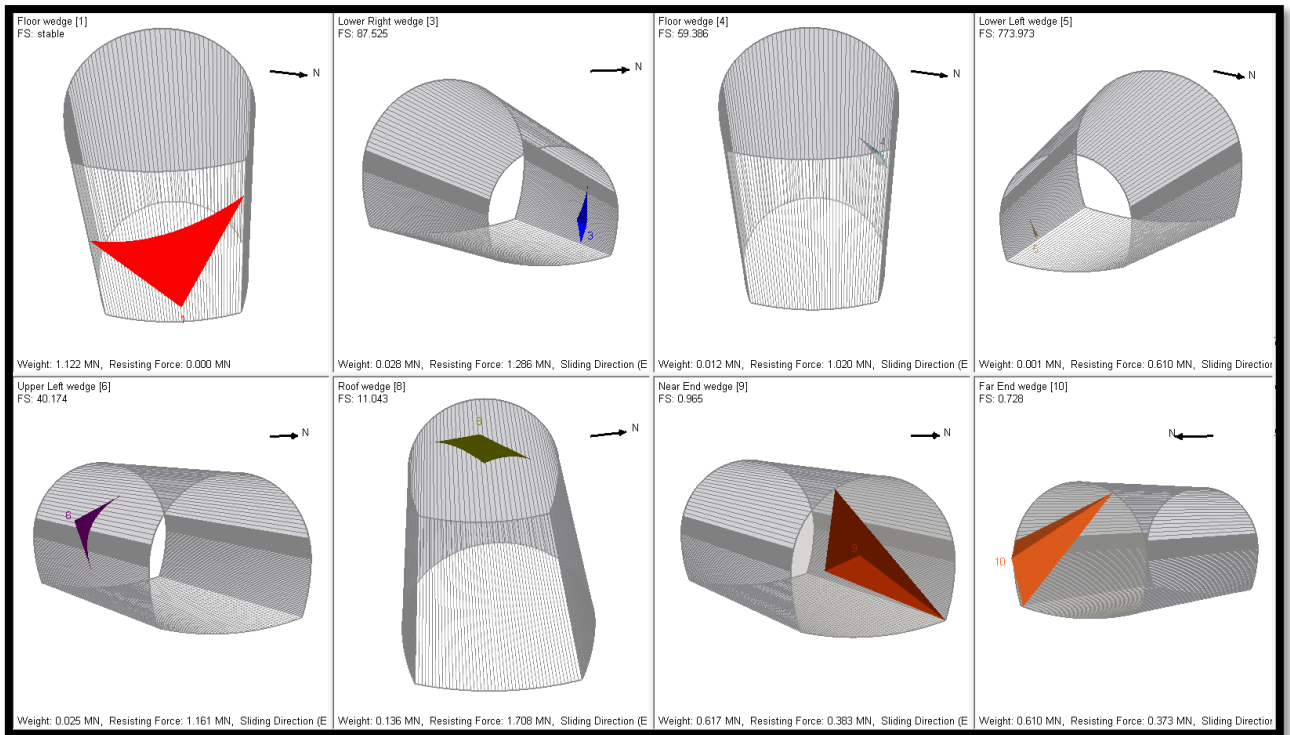 Floor wedge [1]
FS: stable
N
1
Weight: 1.122 MN, Resisting Force: 0.000 MN
Lower Right wedge [3]
FS: 87.525
N
3
Weight: 0.028 MN, Resisting Force: 1.286 MN, Sliding Direction (E
Floor wedge [4]
FS: 59.386
N
4
Weight: 0.012 MN, Resisting Force: 1.020 MN, Sliding Direction (E
Lower Left wedge [5]
FS: 773.973
N
5
Weight: 0.001 MN, Resisting Force: 0.610 MN, Sliding Direction
Upper Left wedge [6]
FS: 40.174
N
6
Weight: 0.025 MN, Resisting Force: 1.161 MN, Sliding Direction (E
Roof wedge [8]
FS: 11.043
N
8
Weight: 0.136 MN, Resisting Force: 1.708 MN, Sliding Direction (E
Near End wedge [9]
FS: 0.965
N
9
Weight: 0.617 MN, Resisting Force: 0.383 MN, Sliding Direction (E
Far End wedge [10]
FS: 0.728
N
10
Weight: 0.610 MN, Resisting Force: 0.373 MN, Sliding Direction